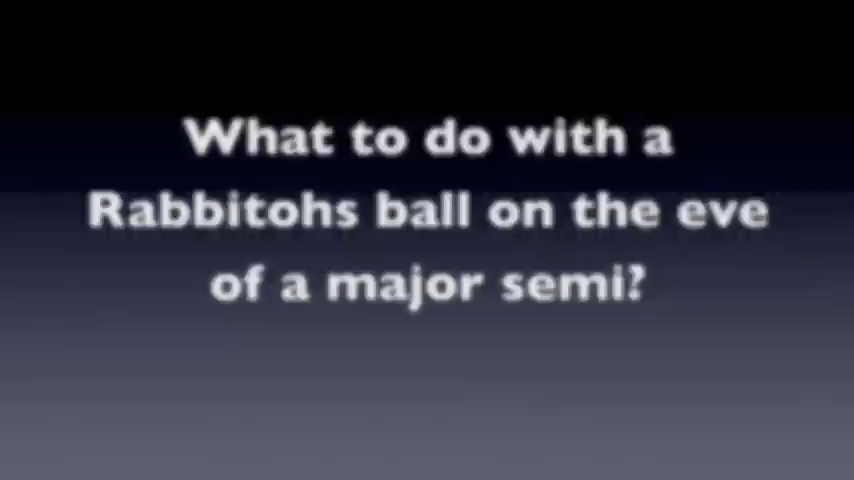 What to do with a
Rabbitohs ball on the eve
of a major semi?